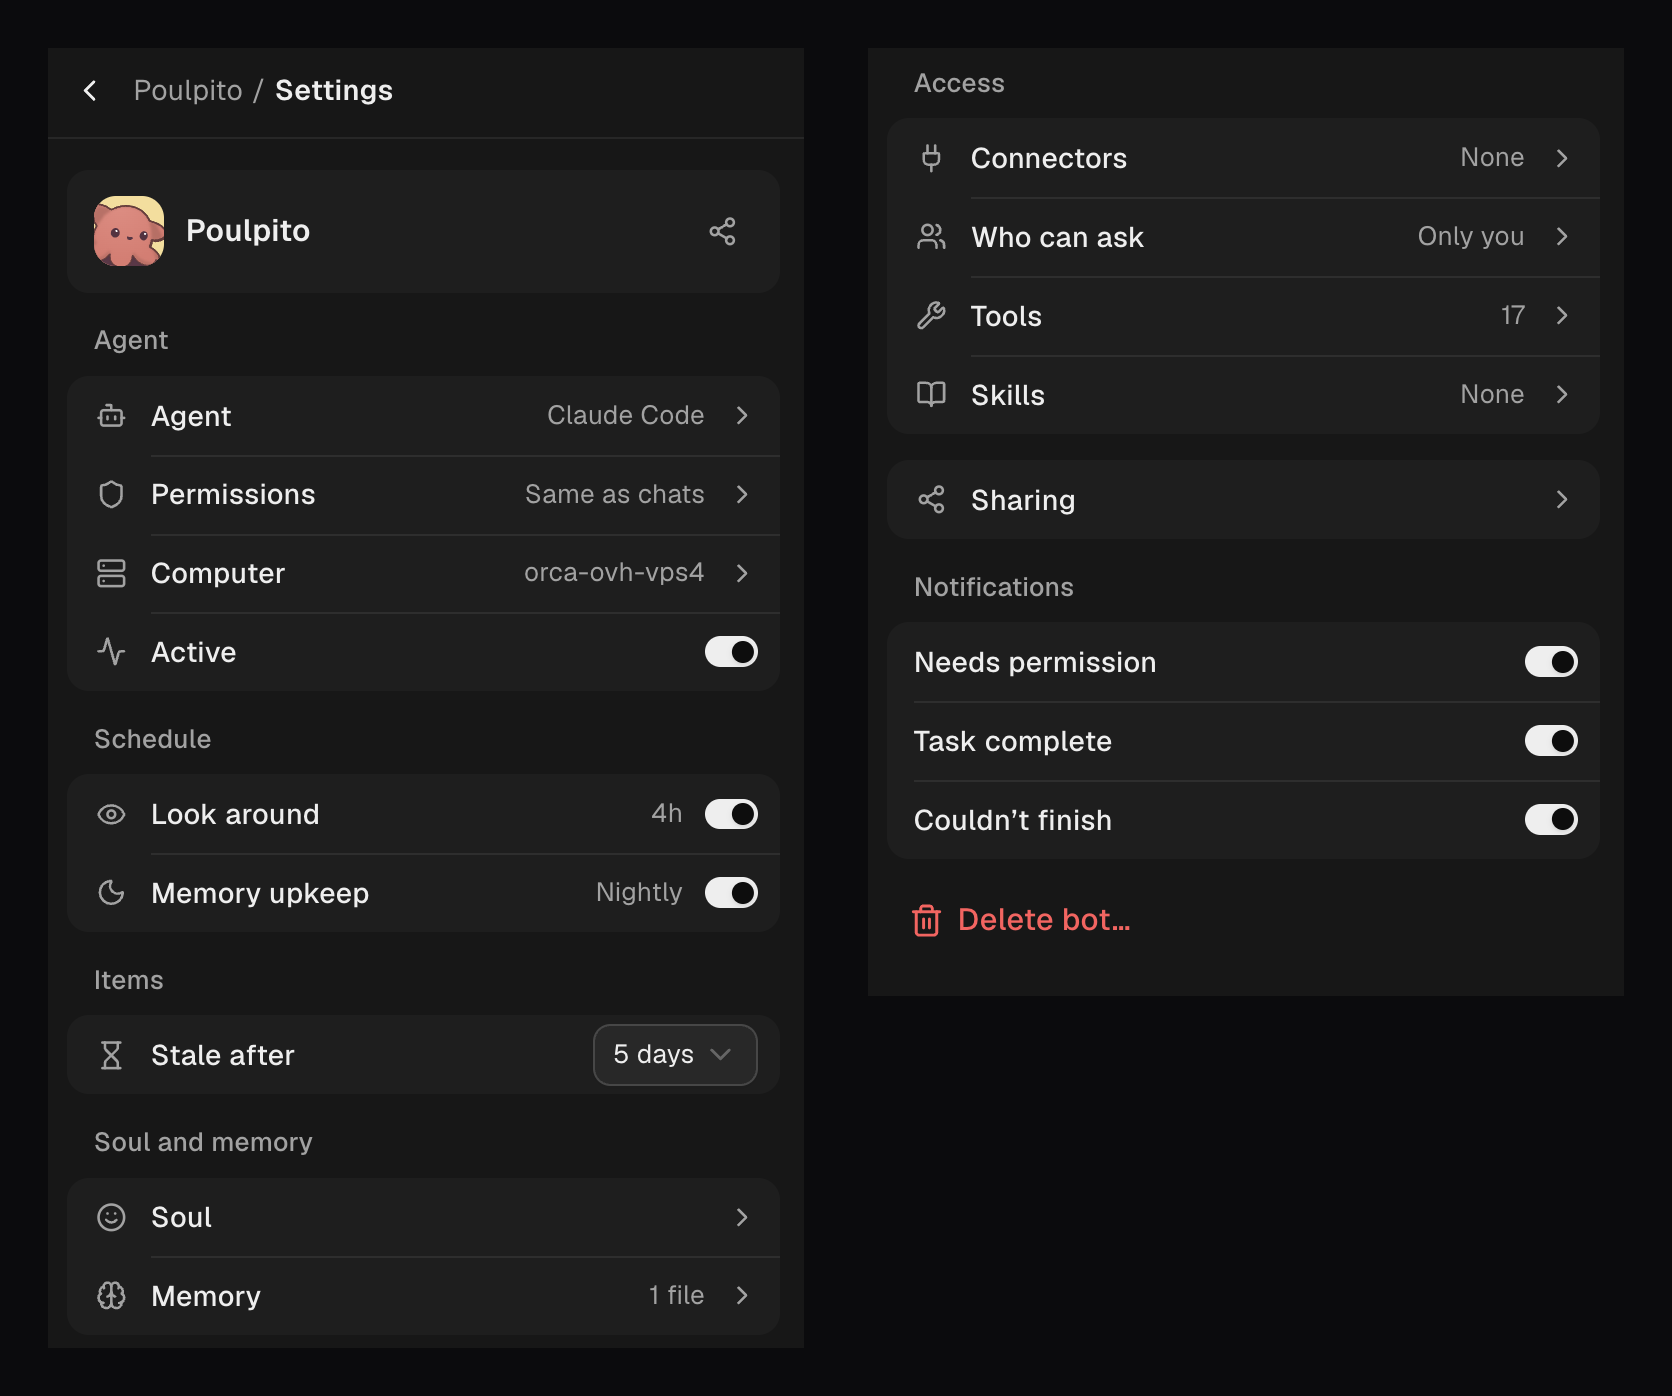 Poulpito / Settings
Poulpito
Agent
Agent Claude Code
Permissions Same as chats
Computer orca-ovh-vps4
Active
Schedule
Look around 4h
Memory upkeep Nightly
Items
Stale after 5 days
Soul and memory
Soul
Memory 1 file
Access
Connectors None
Who can ask Only you
Tools 17
Skills None
Sharing
Notifications
Needs permission
Task complete
Couldn’t finish
Delete bot…